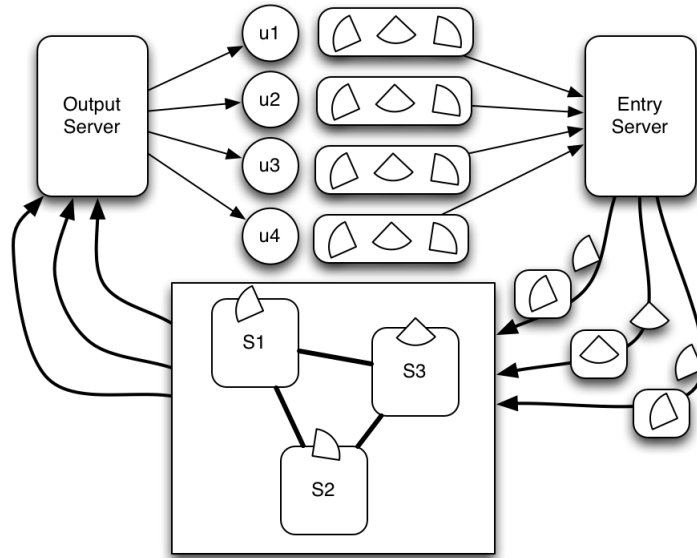 Output
Server
u1
u2
u3
u4
Entry
Server
S1
S3
S2